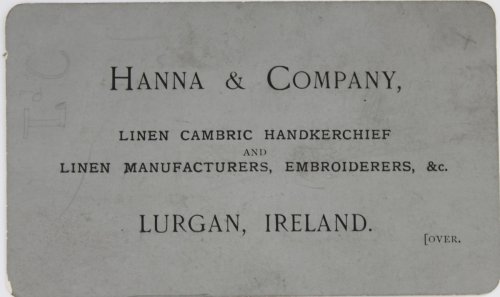 HANNA & COMPANY,
LINEN CAMBRIC HANDKERCHIEF
AND
LINEN MANUFACTURERS, EMBROIDERERS, &c.
LURGAN, IRELAND.
[OVER.